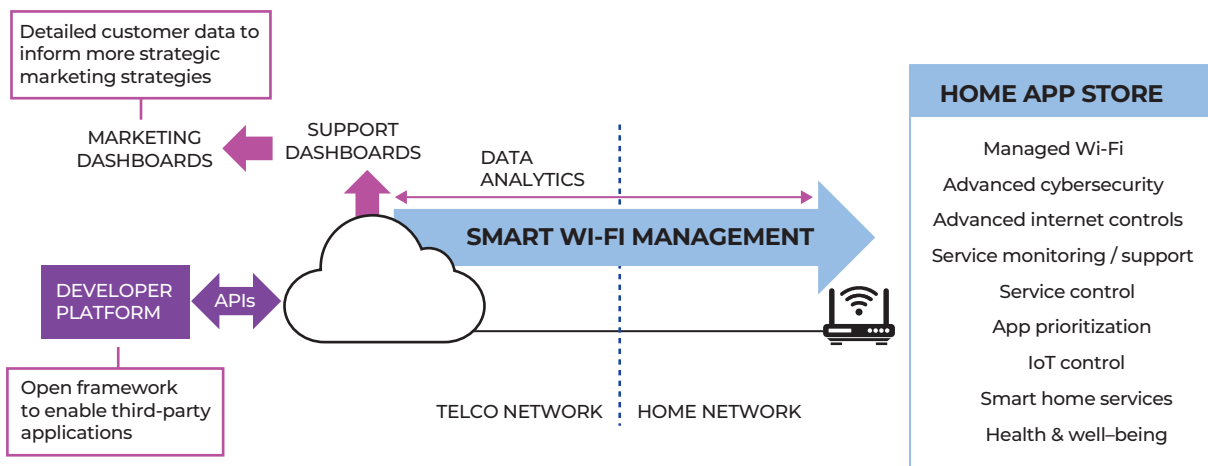 Detailed customer data to
inform more strategic
marketing strategies
MARKETING
DASHBOARDS
SUPPORT
DASHBOARDS
DATA
ANALYTICS
SMART WI-FI MANAGEMENT
DEVELOPER
PLATFORM
APIs
Open framework
to enable third-party
applications
TELCO NETWORK
HOME NETWORK
HOME APP STORE
Managed Wi-Fi
Advanced cybersecurity
Advanced internet controls
Service monitoring / support
Service control
App prioritization
IoT control
Smart home services
Health & well–being